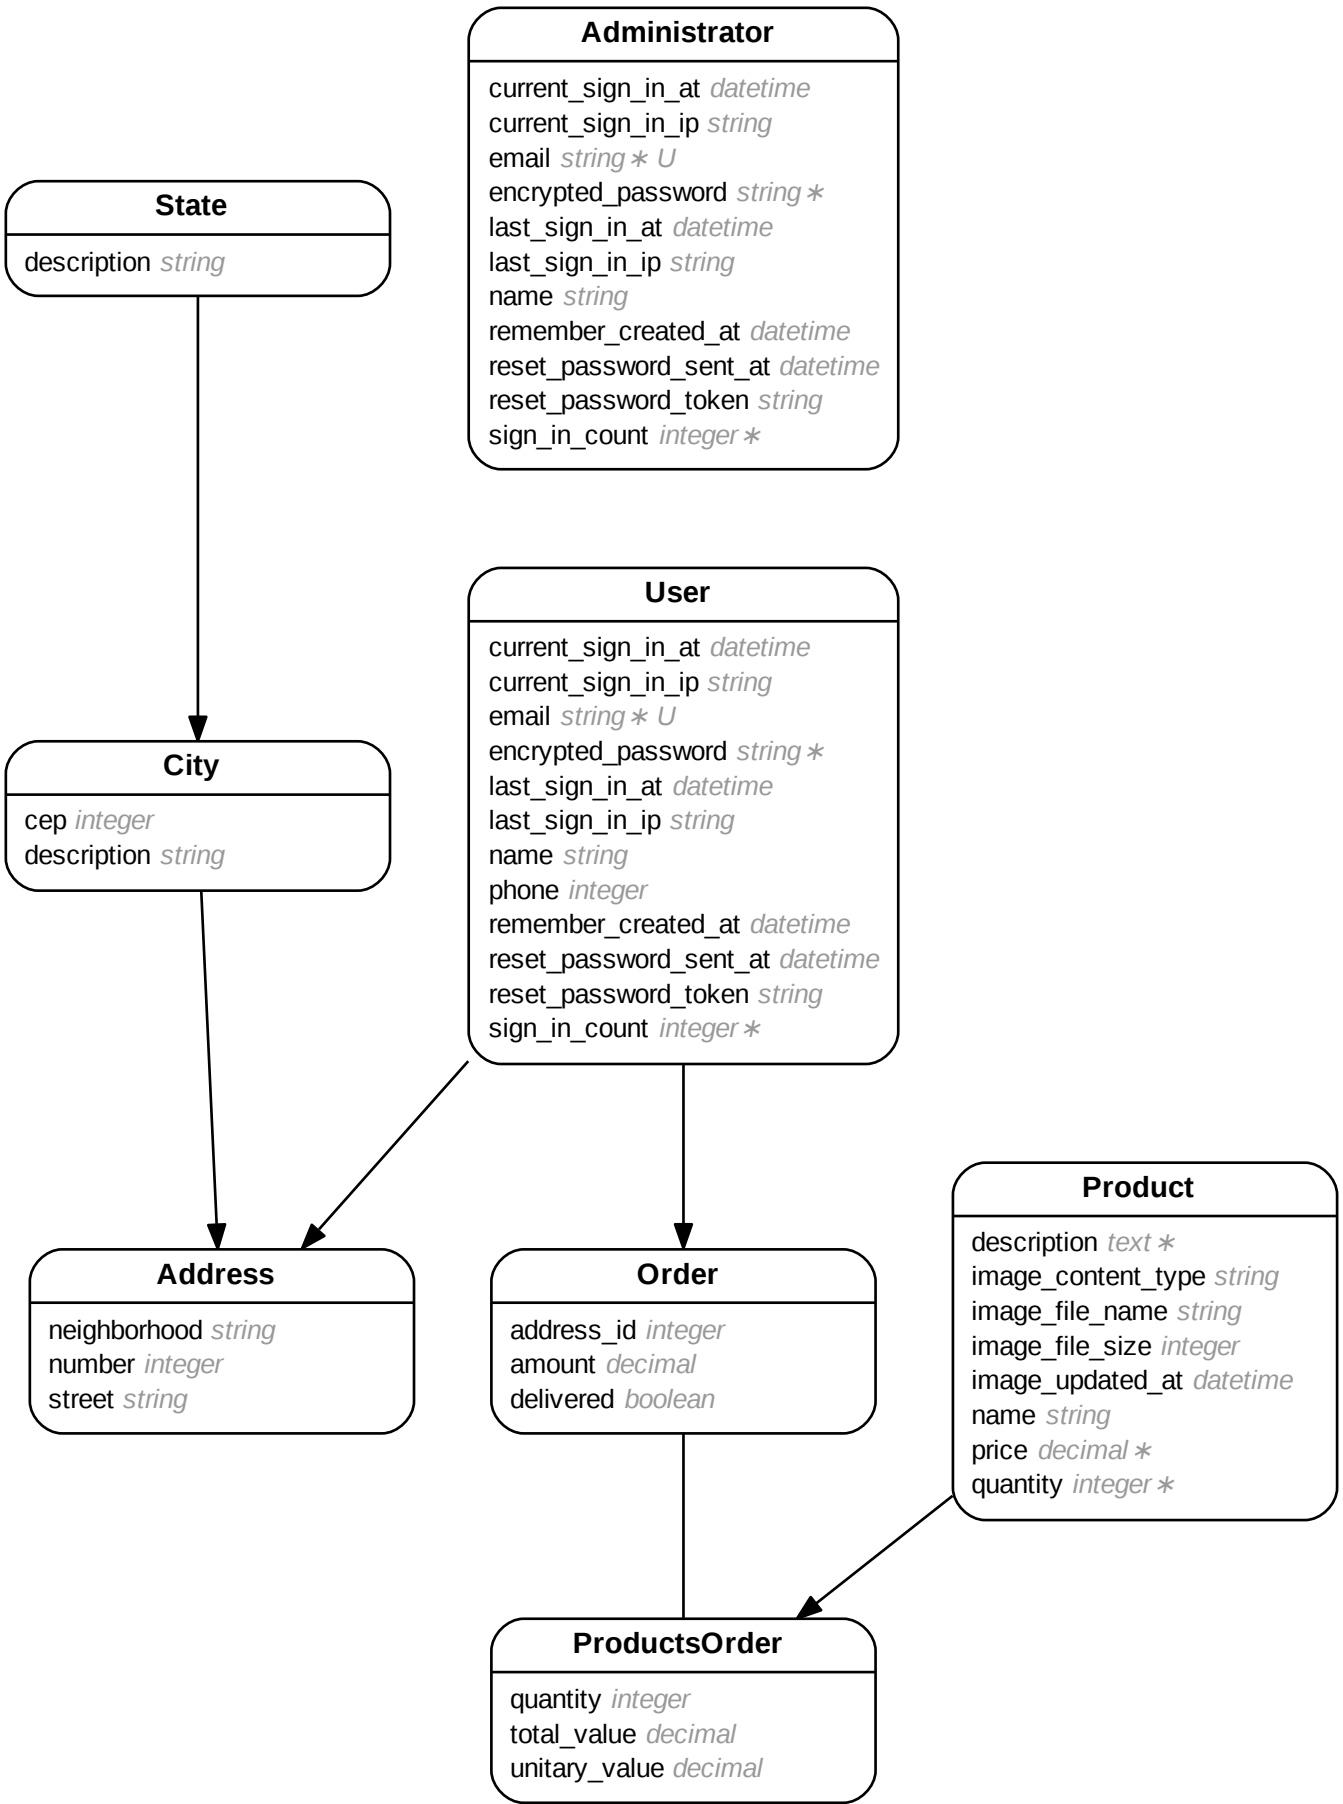 Administrator
current_sign_in_at datetime
current_sign_in_ip string
email string∗ U
encrypted_password string∗
last_sign_in_at datetime
last_sign_in_ip string
name string
remember_created_at datetime
reset_password_sent_at datetime
reset_password_token string
sign_in_count integer∗
State
description string
User
current_sign_in_at datetime
current_sign_in_ip string
email string∗ U
encrypted_password string∗
last_sign_in_at datetime
last_sign_in_ip string
name string
phone integer
remember_created_at datetime
reset_password_sent_at datetime
reset_password_token string
sign_in_count integer∗
City
cep integer
description string
Address
neighborhood string
number integer
street string
Order
address_id integer
amount decimal
delivered boolean
Product
description text∗
image_content_type string
image_file_name string
image_file_size integer
image_updated_at datetime
name string
price decimal∗
quantity integer∗
ProductsOrder
quantity integer
total_value decimal
unitary_value decimal